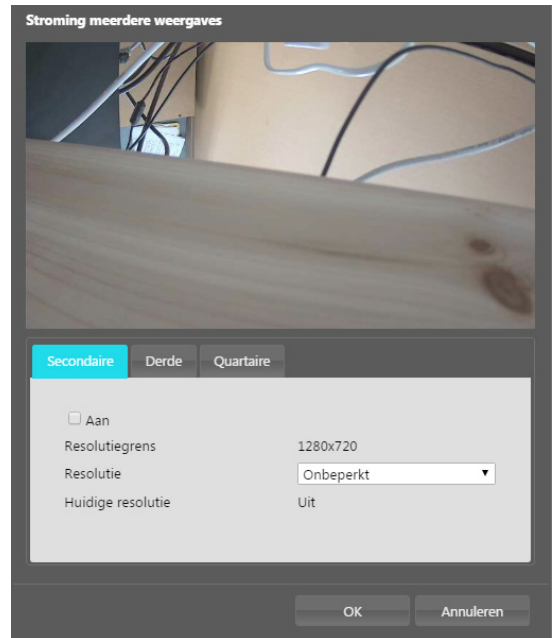 Stroming meerdere weergaves
Secondaire Derde Quartaire
Aan
Resolutiegrens 1280x720
Resolutie Onbeperkt
Huidige resolutie Uit
OK Annuleren